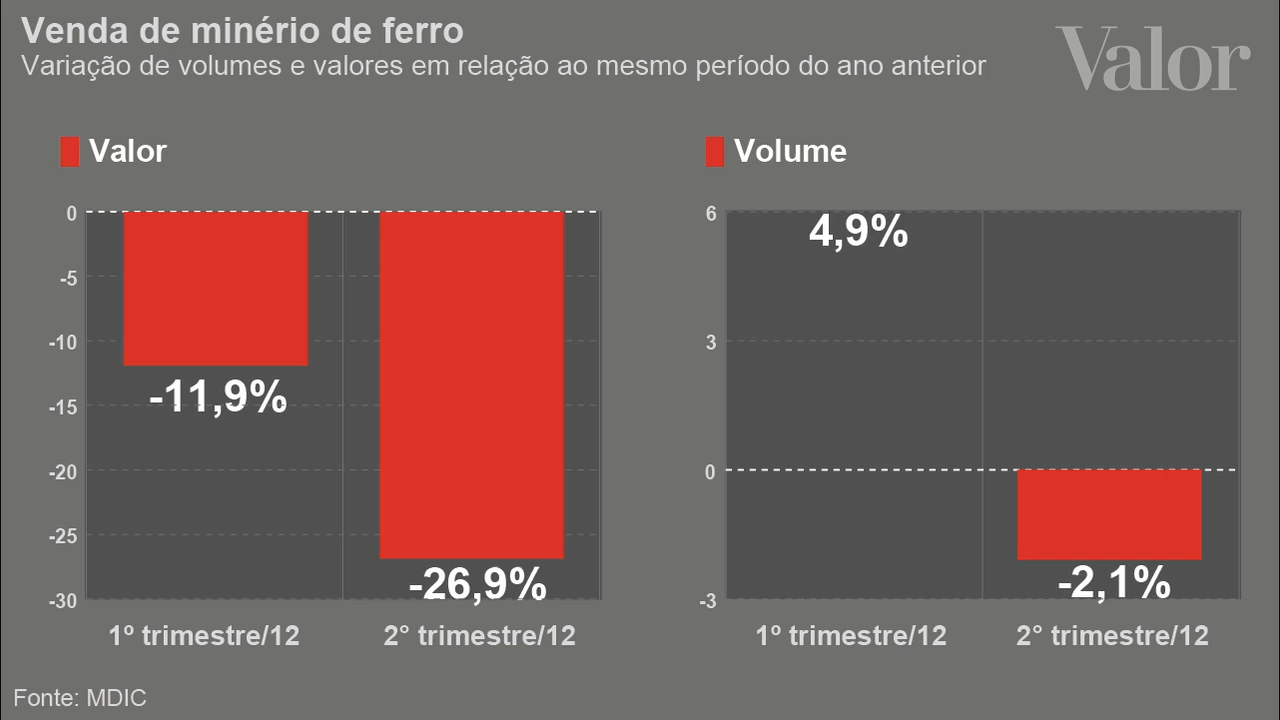 Venda de minério de ferro
Variação de volumes e valores em relação ao mesmo período do ano anterior
Valor
Valor
0
-5
-10
-15
-20
-25
-30
-11,9%
-26,9%
1º trimestre/12
2° trimestre/12
Volume
6
3
0
-3
4,9%
-2,1%
1º trimestre/12
2° trimestre/12
Fonte: MDIC